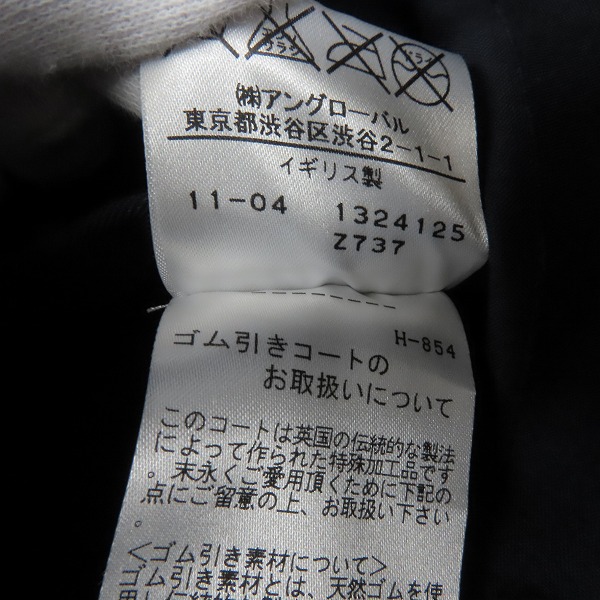 ㈱アングローバル
東京都渋谷区渋谷2-1-1
イギリス製
11-04 1324125
Z737
H-854
ゴム引きコートの
お取扱いについて
このコートは英国の伝統的な製法
によって作られた特殊加工品です
。末永くご愛用頂くために下記の
点にご留意の上、お取扱い下さい
。
<ゴム引き素材について>
ゴム引き素材とは、天然ゴムを使